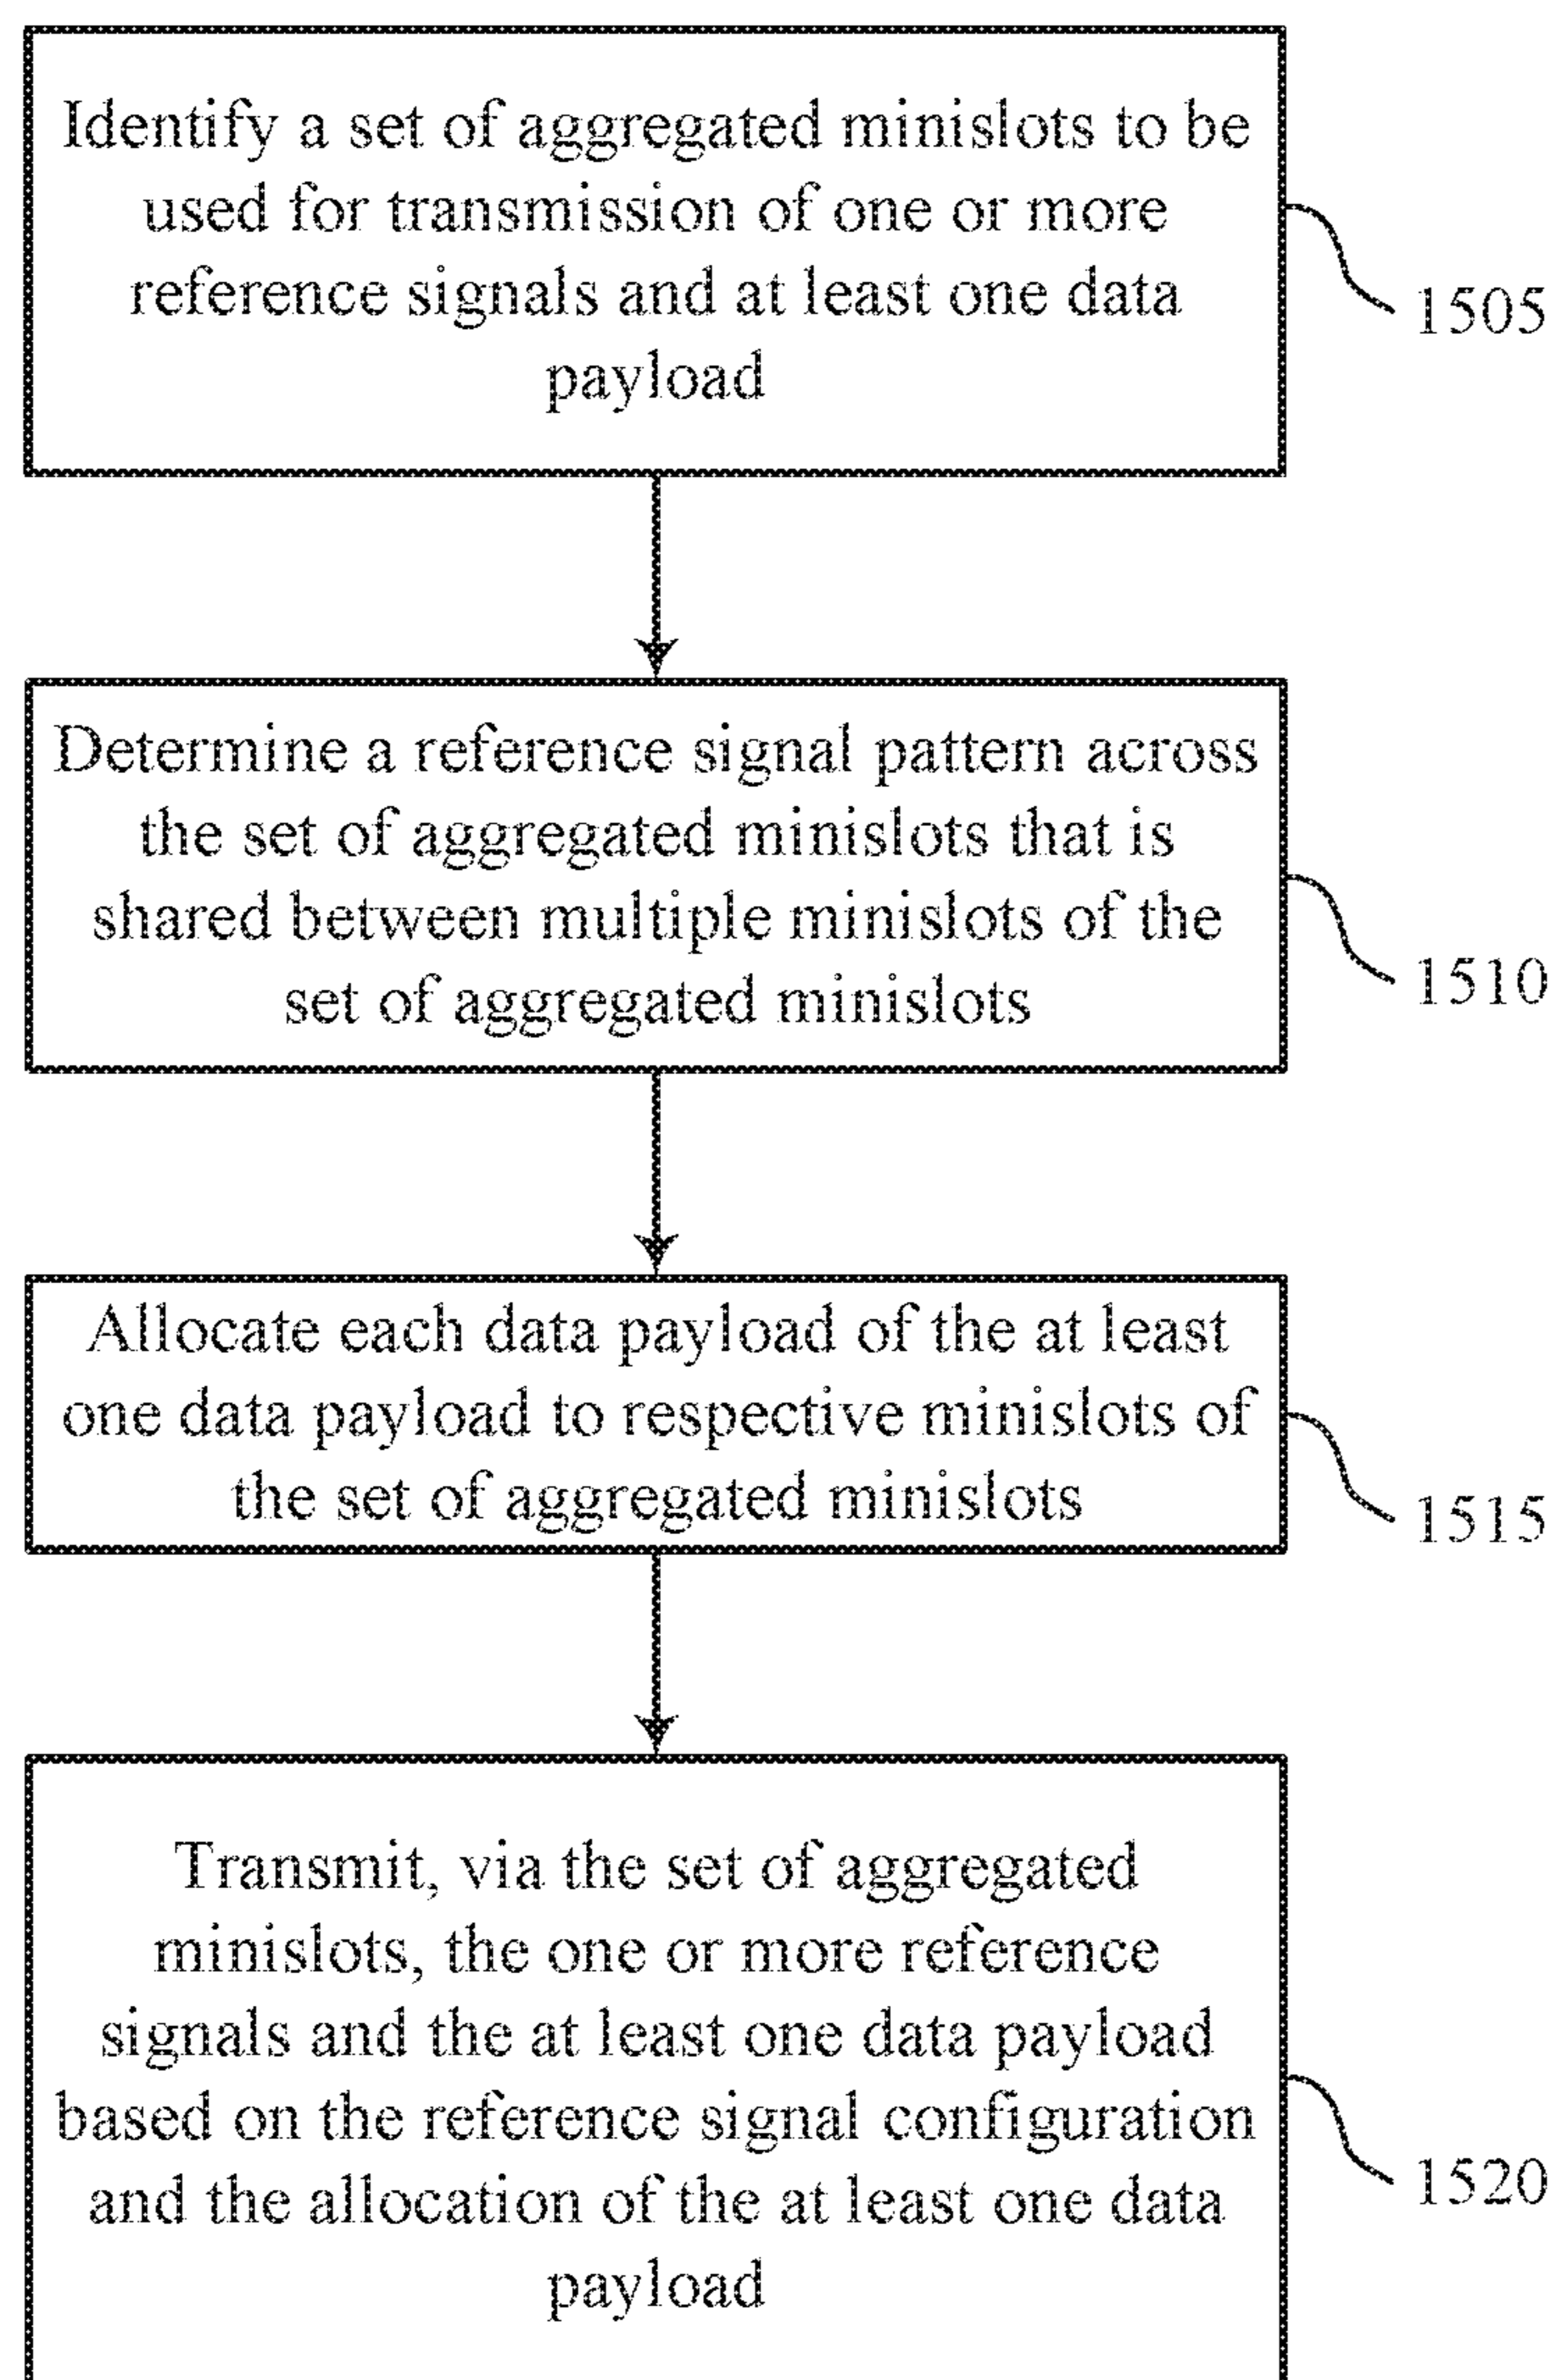 Identify a set of aggregated minislots to be
used for transmission of one or more
reference signals and at least one data
payload
1505
Determine a reference signal pattern across
the set of aggregated minislots that is
shared between multiple minislots of the
set of aggregated minislots
1510
Allocate each data payload of the at least
one data payload to respective minislots of
the set of aggregated minislots
1515
Transmit, via the set of aggregated
minislots, the one or more reference
signals and the at least one data payload
based on the reference signal configuration
and the allocation of the at least one data
payload
1520